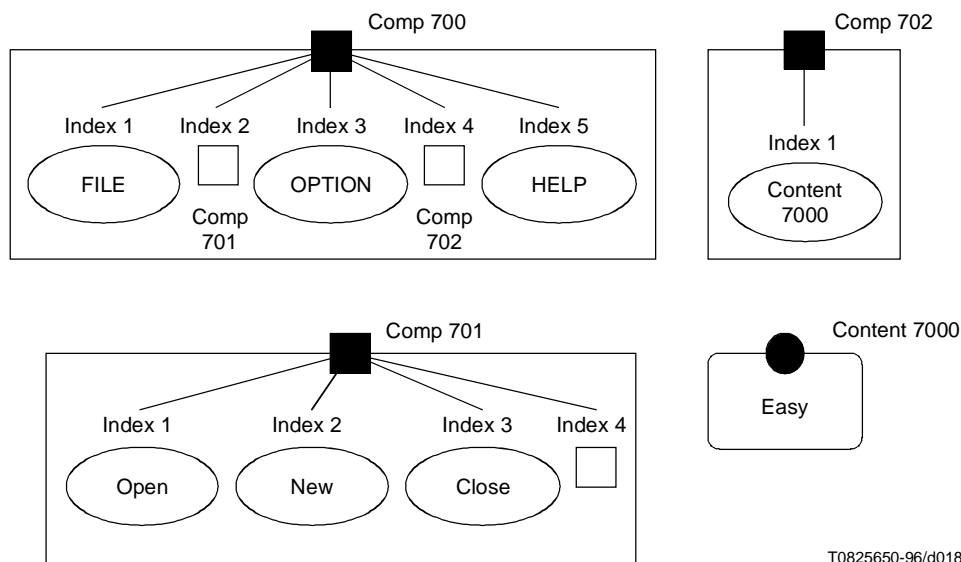 Comp 700
Comp 702
Index 1 Index 2 Index 3 Index 4 Index 5
FILE OPTION HELP
Comp
701
Comp
702
Index 1
Content
7000
Comp 701
Content 7000
Index 1 Index 2 Index 3 Index 4
Open New Close
Easy
T0825650-96/d018